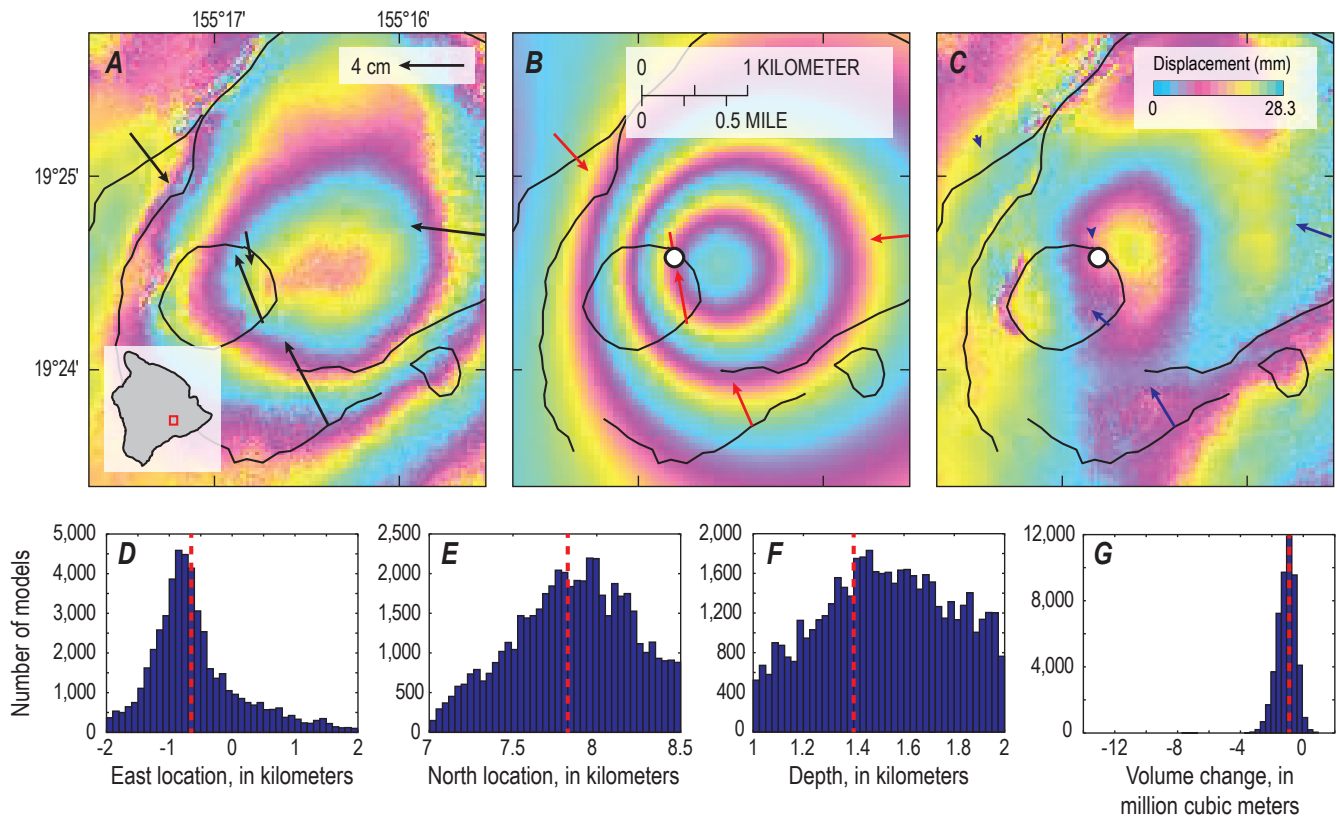 155°17' 155°16'
A
4 cm
B
0 1 KILOMETER
0 0.5 MILE
C
Displacement (mm)
0 28.3
19°25'
19°24'
Number of models
D
5,000
4,000
3,000
2,000
1,000
0
-2 -1 0 1 2
East location, in kilometers
E
2,500
2,000
1,500
1,000
500
0
7 7.5 8 8.5
North location, in kilometers
F
2,000
1,600
1,200
800
400
0
1 1.2 1.4 1.6 1.8 2
Depth, in kilometers
G
12,000
8,000
4,000
0
-12 -8 -4 0
Volume change, in
million cubic meters